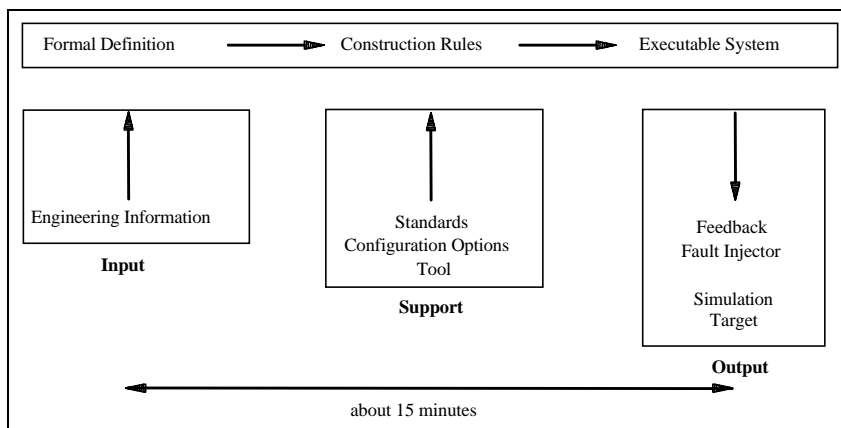 Formal Definition Construction Rules Executable System
Engineering Information
Input
Standards
Configuration Options
Tool
Support
Feedback
Fault Injector
Simulation
Target
Output
about 15 minutes